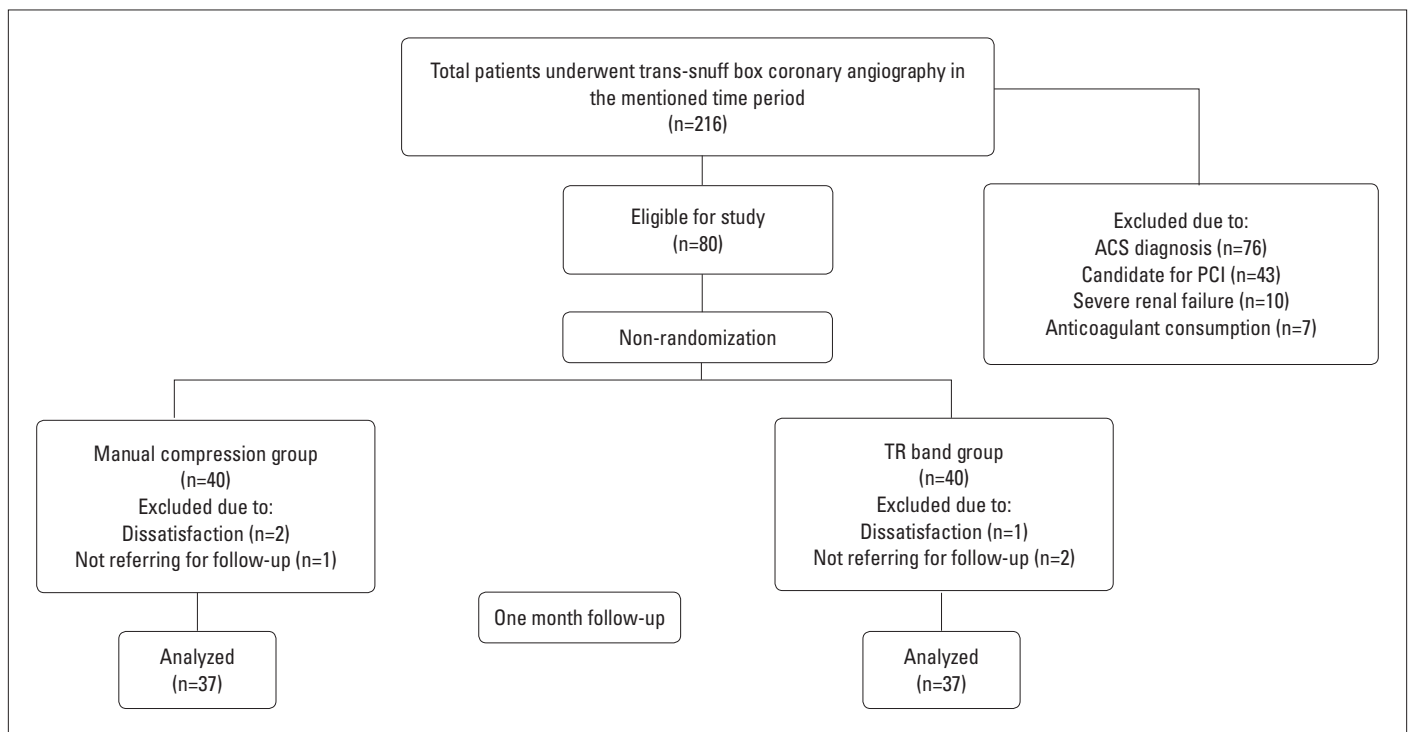 Total patients underwent trans-snuff box coronary angiography in
the mentioned time period
(n=216)
Eligible for study
(n=80)
Excluded due to:
ACS diagnosis (n=76)
Candidate for PCI (n=43)
Severe renal failure (n=10)
Anticoagulant consumption (n=7)
Non-randomization
Manual compression group
(n=40)
Excluded due to:
Dissatisfaction (n=2)
Not referring for follow-up (n=1)
TR band group
(n=40)
Excluded due to:
Dissatisfaction (n=1)
Not referring for follow-up (n=2)
One month follow-up
Analyzed
(n=37)
Analyzed
(n=37)